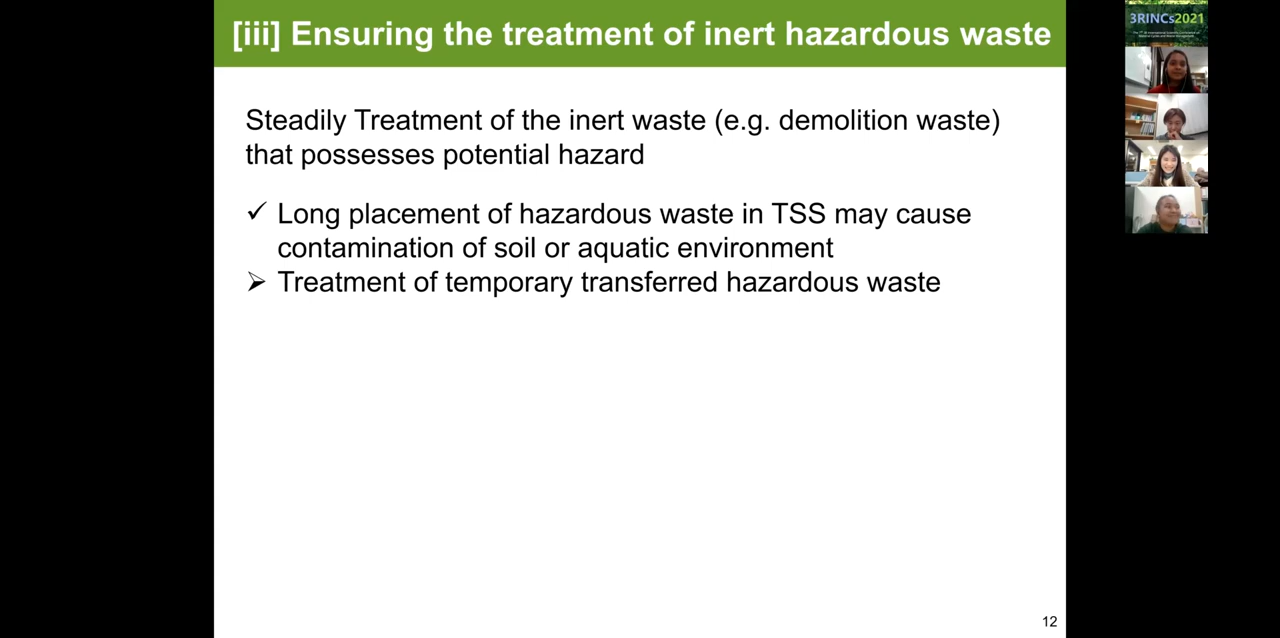 [iii] Ensuring the treatment of inert hazardous waste
Steadily Treatment of the inert waste (e.g. demolition waste)
that possesses potential hazard
✓ Long placement of hazardous waste in TSS may cause
contamination of soil or aquatic environment
➢ Treatment of temporary transferred hazardous waste
12
3RINCs2021